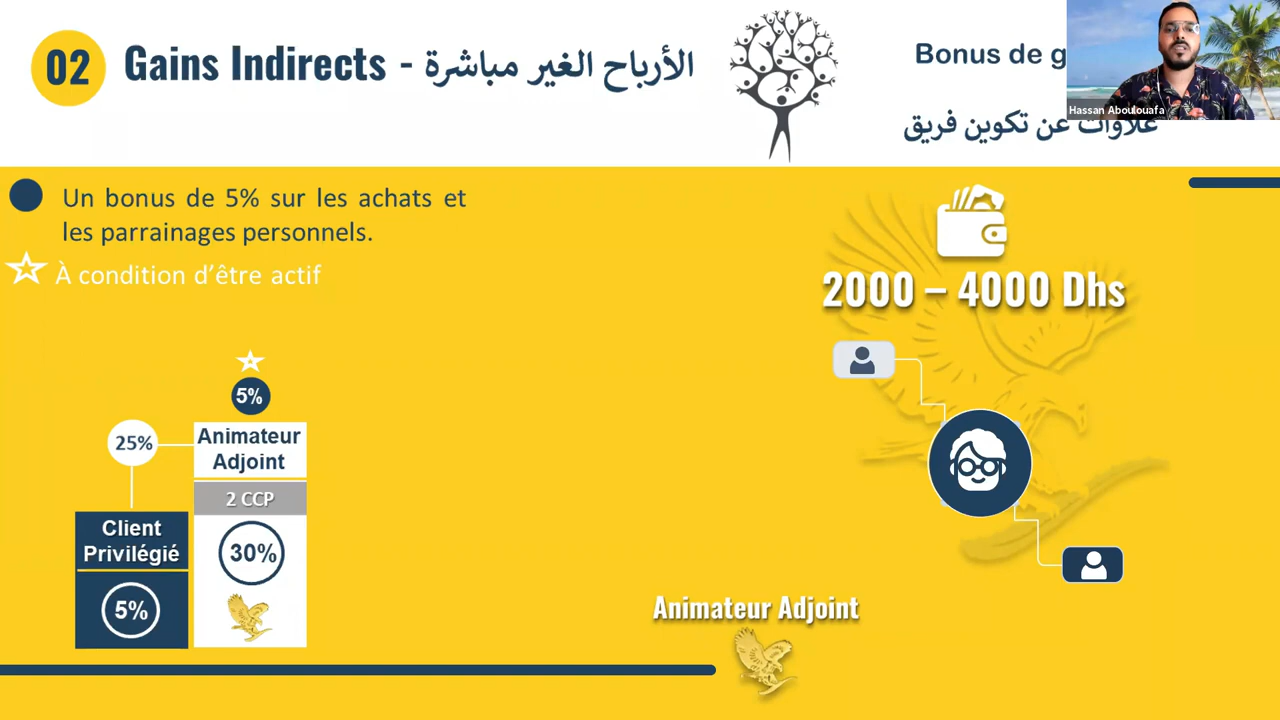 02
Gains Indirects - الأرباح الغير مباشرة
Bonus de
Hassan Aboulouafa
علاوات عن تكوين فريق
Un bonus de 5% sur les achats et
les parrainages personnels.
À condition d'être actif
2000 – 4000 Dhs
5%
25%
Animateur
Adjoint
2 CCP
30%
Client
Privilégié
5%
Animateur Adjoint